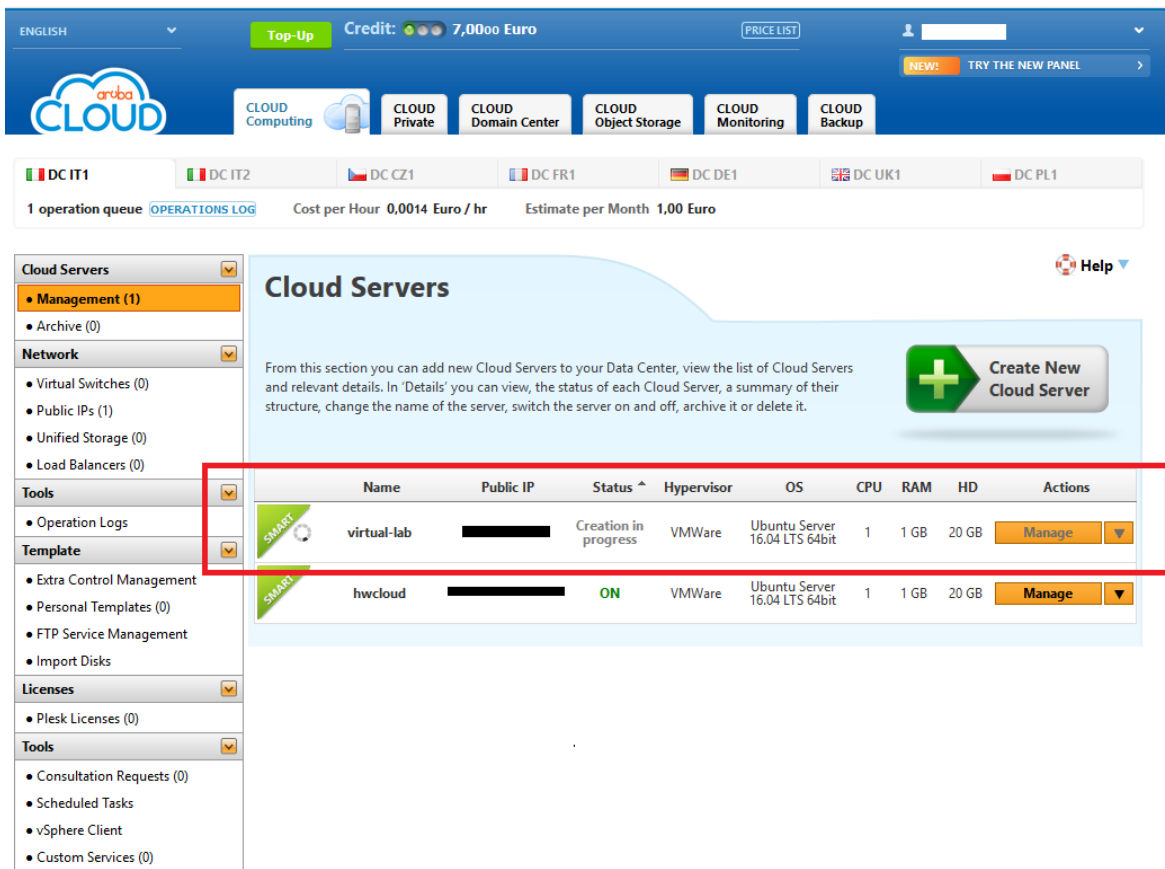 ENGLISH
Top-Up
Credit: 7,0000 Euro
PRICE LIST
NEW! TRY THE NEW PANEL
aruba
CLOUD
CLOUD Computing
CLOUD Private
CLOUD Domain Center
CLOUD Object Storage
CLOUD Monitoring
CLOUD Backup
DC IT1 DC IT2 DC CZ1 DC FR1 DC DE1 DC UK1 DC PL1
1 operation queue OPERATIONS LOG Cost per Hour 0,0014 Euro / hr Estimate per Month 1,00 Euro
Cloud Servers
• Management (1)
• Archive (0)
Network
• Virtual Switches (0)
• Public IPs (1)
• Unified Storage (0)
• Load Balancers (0)
Tools
• Operation Logs
Template
• Extra Control Management
• Personal Templates (0)
• FTP Service Management
• Import Disks
Licenses
• Plesk Licenses (0)
Tools
• Consultation Requests (0)
• Scheduled Tasks
• vSphere Client
• Custom Services (0)
Help
Cloud Servers
From this section you can add new Cloud Servers to your Data Center, view the list of Cloud Servers
and relevant details. In 'Details' you can view, the status of each Cloud Server, a summary of their
structure, change the name of the server, switch the server on and off, archive it or delete it.
Create New
Cloud Server
Name Public IP Status Hypervisor OS CPU RAM HD Actions
SMART virtual-lab Creation in progress VMWare Ubuntu Server 16.04 LTS 64bit 1 1 GB 20 GB Manage
SMART hwcloud ON VMWare Ubuntu Server 16.04 LTS 64bit 1 1 GB 20 GB Manage